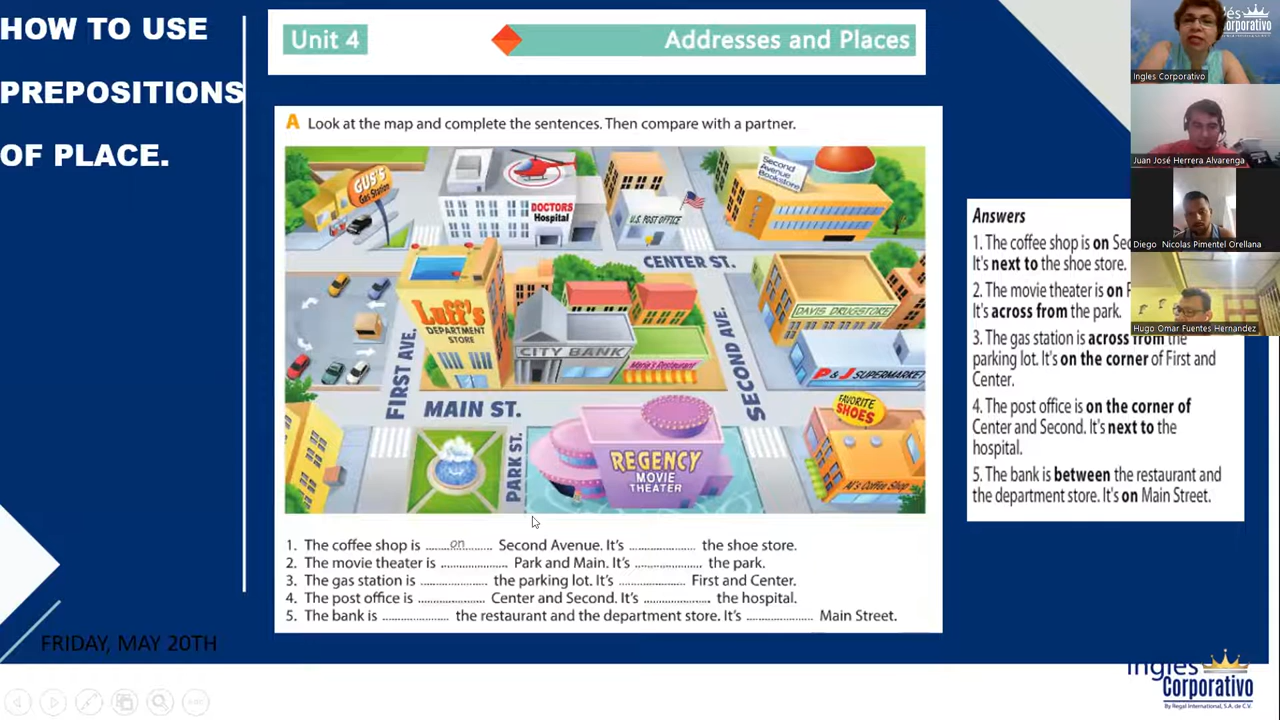 HOW TO USE
PREPOSITIONS
OF PLACE.
Unit 4
Addresses and Places
A Look at the map and complete the sentences. Then compare with a partner.
GUS'S
Gas Station
DOCTORS
Hospital
U.S. POST OFFICE
Second
Avenue
Bookstore
CENTER ST.
Luff's
DEPARTMENT
STORE
CITY BANK
Restaurant
DAVIS DRUGSTORE
P & J SUPERMARKET
FIRST AVE.
SECOND AVE.
MAIN ST.
PARK ST.
REGENCY
MOVIE
THEATER
FAVORITE
SHOES
Al's Coffee Shop
1. The coffee shop is ......on...... Second Avenue. It's .................... the shoe store.
2. The movie theater is .................... Park and Main. It's .................... the park.
3. The gas station is .................... the parking lot. It's .................... First and Center.
4. The post office is .................... Center and Second. It's .................... the hospital.
5. The bank is .................... the restaurant and the department store. It's .................... Main Street.
Answers
1. The coffee shop is on
It's next to the shoe store.
2. The movie theater is on
It's across from the park.
3. The gas station is across from the
parking lot. It's on the corner of First and
Center.
4. The post office is on the corner of
Center and Second. It's next to the
hospital.
5. The bank is between the restaurant and
the department store. It's on Main Street.
FRIDAY, MAY 20TH
Corporativo
Ingles Corporativo
Juan José Herrera Alvarenga
Diego Nicolas Pimentel Orellana
Hugo Omar Fuentes Hernandez
Ingles
Corporativo
By Regal International, S.A. de C.V.